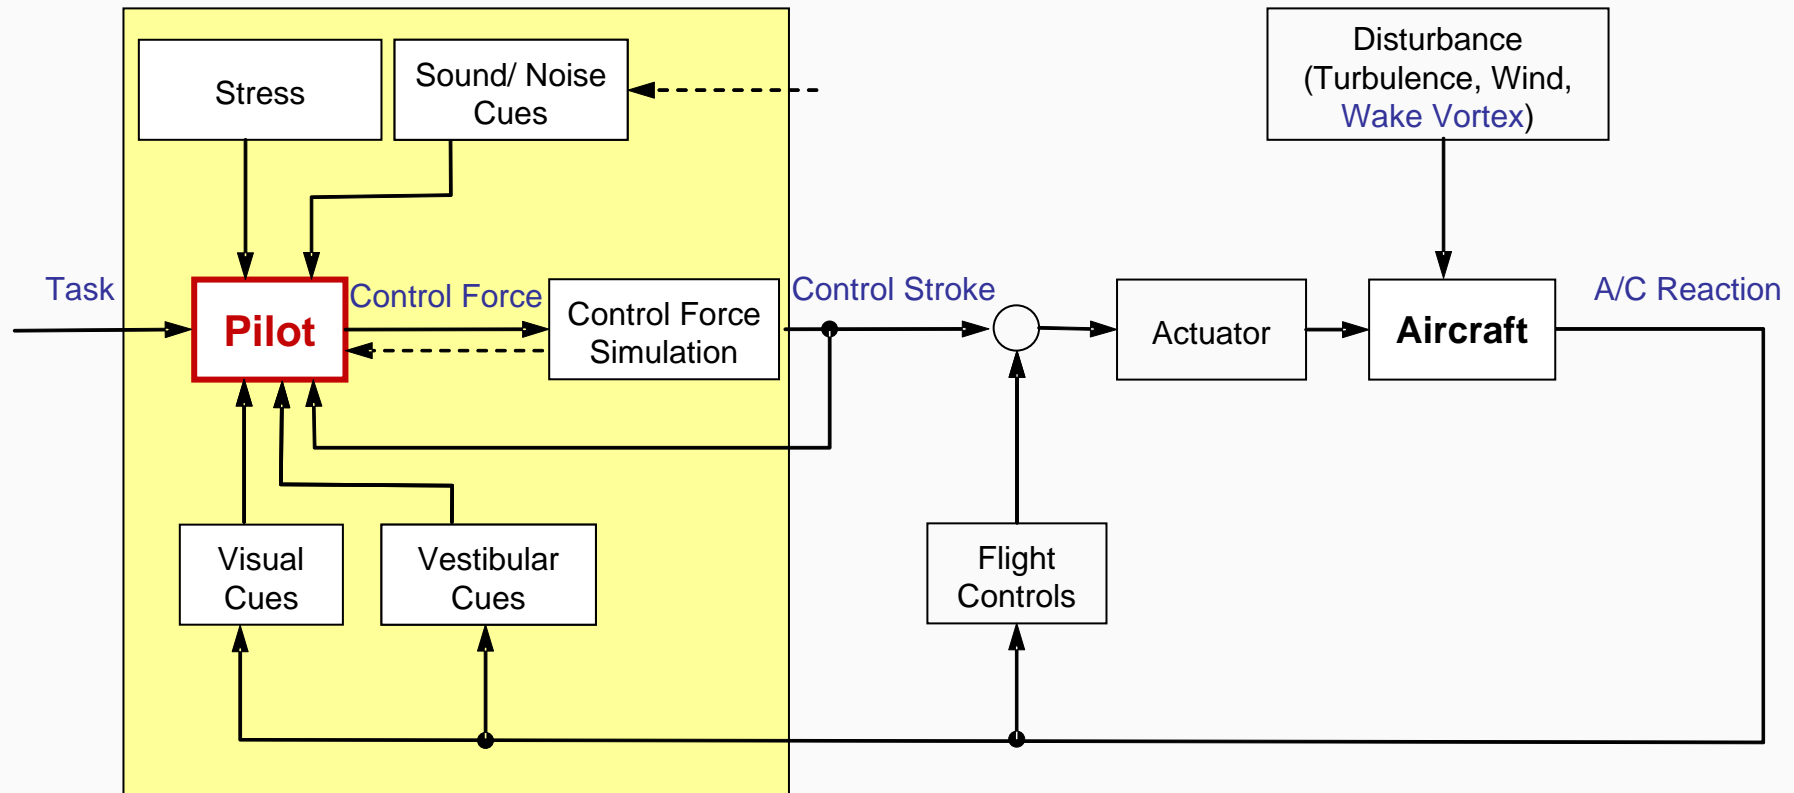 Stress
Sound/ Noise
Cues
Disturbance
(Turbulence, Wind,
Wake Vortex)
Task
Pilot
Control Force
Control Force
Simulation
Control Stroke
Actuator
Aircraft
A/C Reaction
Visual
Cues
Vestibular
Cues
Flight
Controls